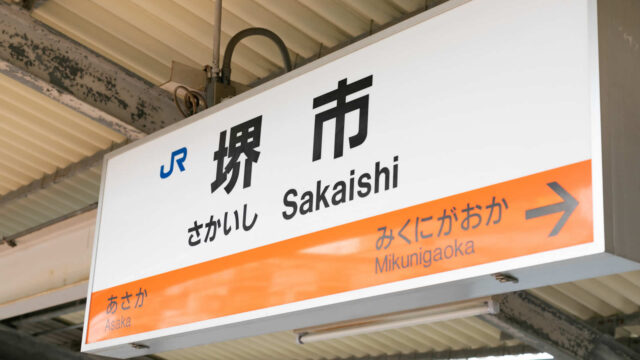 JR 堺市
さかいし Sakaishi
あさか
Asaka
みくにがおか
Mikunigaoka